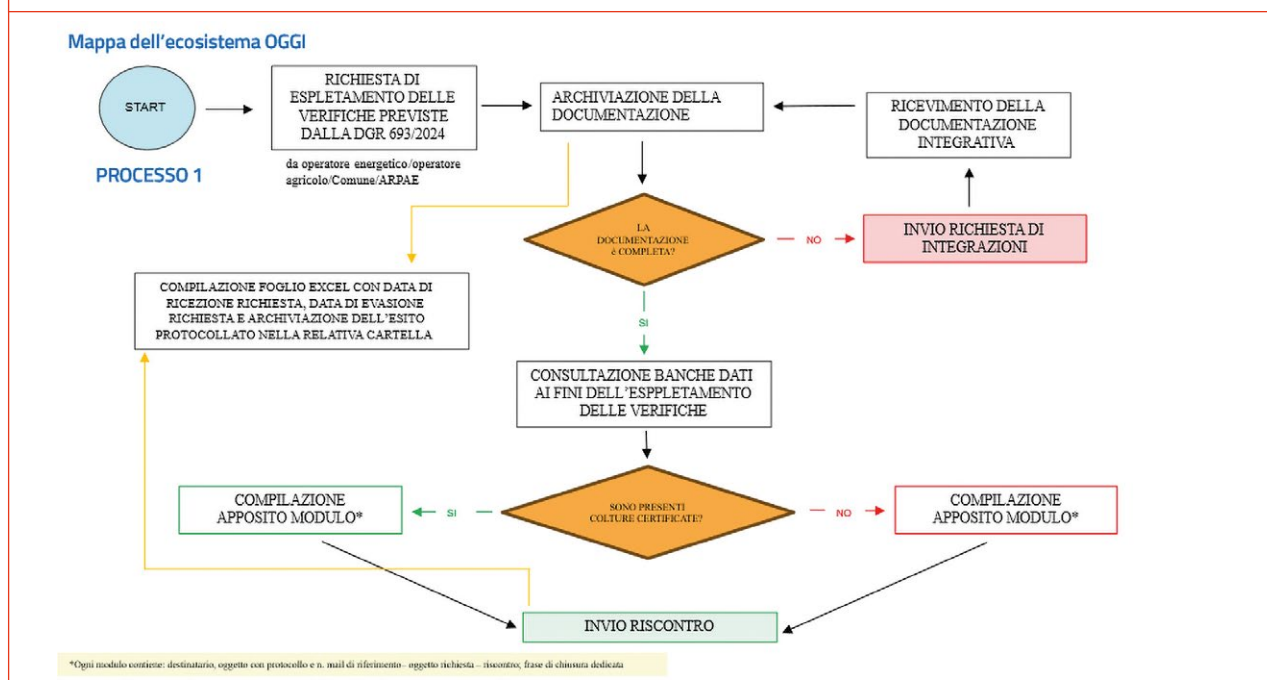 Mappa dell'ecosistema OGGI
START
PROCESSO 1
RICHIESTA DI
ESPLETAMENTO DELLE
VERIFICHE PREVISTE
DALLA DGR 693/2024
da operatore energetico/operatore
agricolo/Comune/ARPAE
ARCHIVIAZIONE DELLA
DOCUMENTAZIONE
RICEVIMENTO DELLA
DOCUMENTAZIONE
INTEGRATIVA
LA
DOCUMENTAZIONE
è COMPLETA?
NO
INVIO RICHIESTA DI
INTEGRAZIONI
COMPILAZIONE FOGLIO EXCEL CON DATA DI
RICEZIONE RICHIESTA, DATA DI EVASIONE
RICHIESTA E ARCHIVIAZIONE DELL'ESITO
PROTOCOLLATO NELLA RELATIVA CARTELLA
SI
CONSULTAZIONE BANCHE DATI
AI FINI DELL'ESPPLETAMENTO
DELLE VERIFICHE
COMPILAZIONE
APPOSITO MODULO*
SI
SONO PRESENTI
COLTURE CERTIFICATE?
NO
COMPILAZIONE
APPOSITO MODULO*
INVIO RISCONTRO
*Ogni modulo contiene: destinatario, oggetto con protocollo e n. mail di riferimento - oggetto richiesta – riscontro; frase di chiusura dedicata